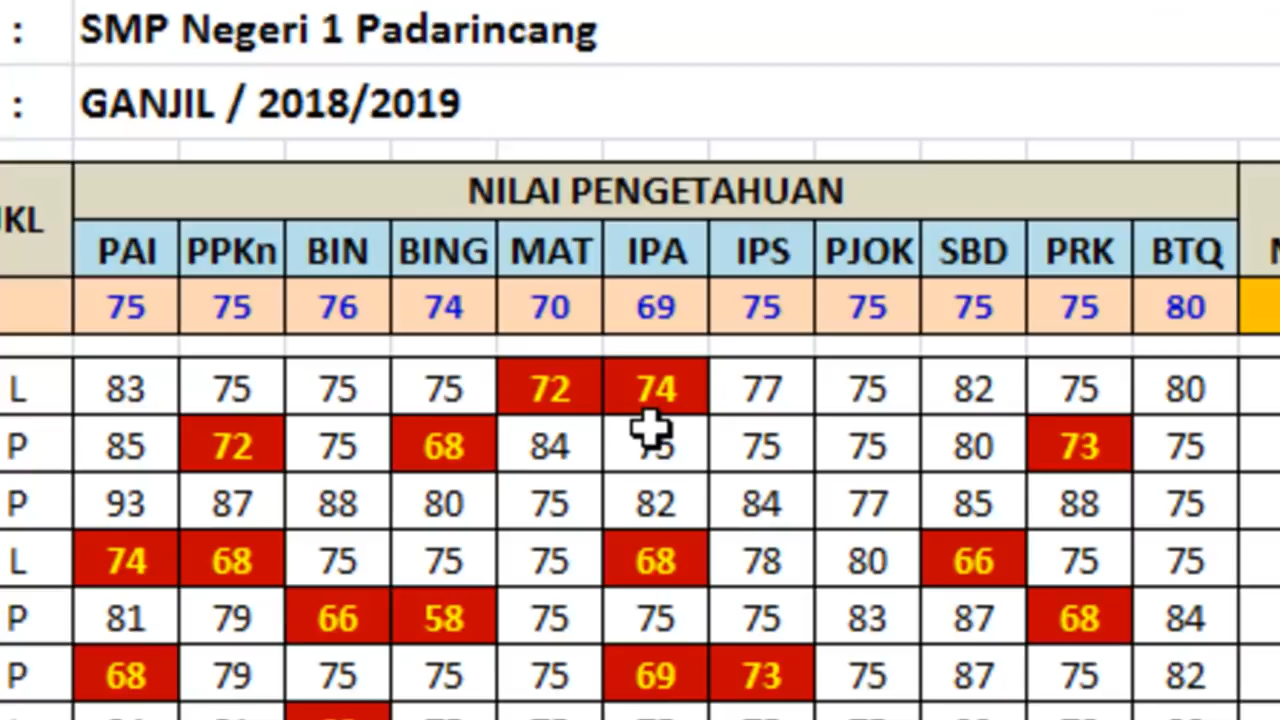 : SMP Negeri 1 Padarincang
: GANJIL / 2018/2019
JKL NILAI PENGETAHUAN
PAI PPKn BIN BING MAT IPA IPS PJOK SBD PRK BTQ
75 75 76 74 70 69 75 75 75 75 80
L 83 75 75 75 72 74 77 75 82 75 80
P 85 72 75 68 84 75 75 75 80 73 75
P 93 87 88 80 75 82 84 77 85 88 75
L 74 68 75 75 75 68 78 80 66 75 75
P 81 79 66 58 75 75 75 83 87 68 84
P 68 79 75 75 75 69 73 75 87 75 82